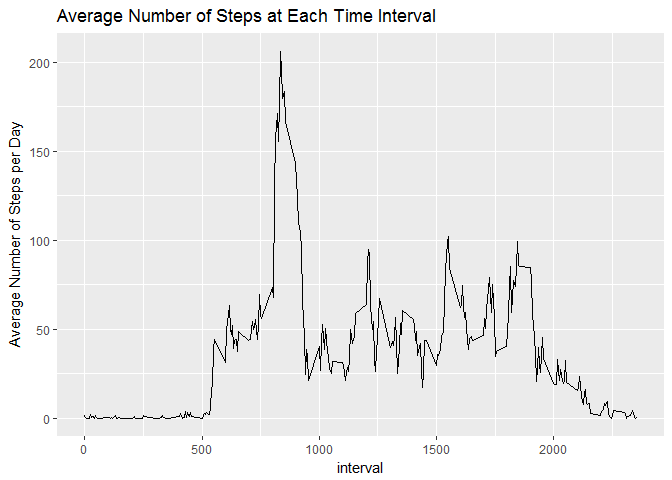 Average Number of Steps at Each Time Interval
Average Number of Steps per Day
200
150
100
50
0
0 500 1000 1500 2000
interval